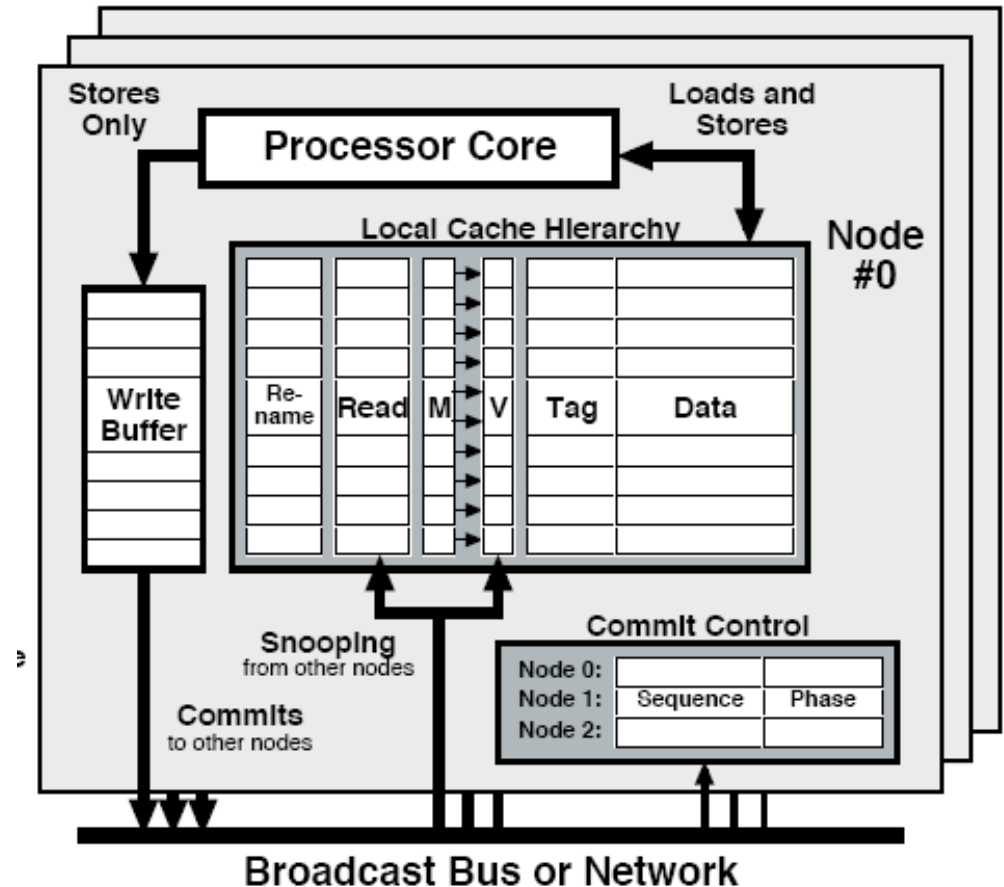 Stores
Only
Loads and
Stores
Processor Core
Local Cache Hierarchy
Node
#0
Write
Buffer
Re-
name
Read
M
V
Tag
Data
Snooping
from other nodes
Commits
to other nodes
Commit Control
Node 0:
Node 1:
Sequence
Phase
Node 2:
Broadcast Bus or Network